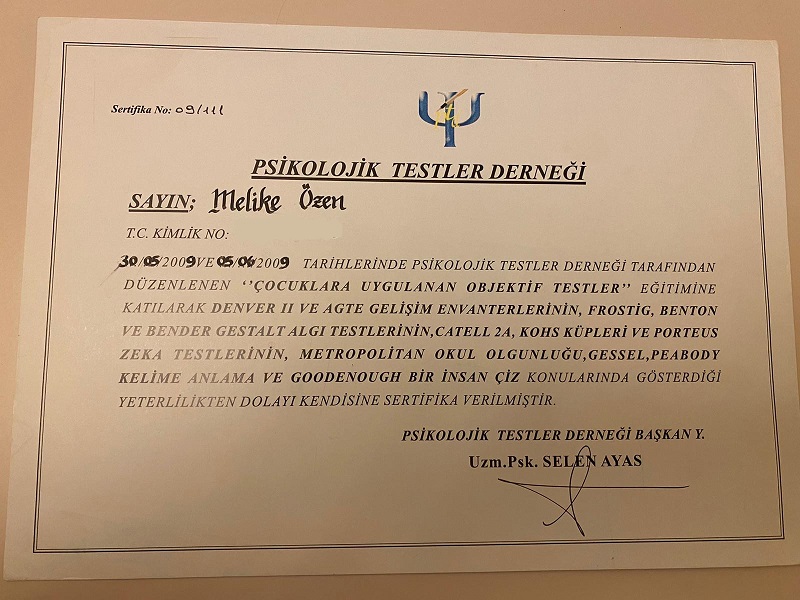 Sertifika No: 09/111
PSİKOLOJİK TESTLER DERNEĞİ
SAYIN; Melike Özen
T.C. KİMLİK NO:
30/05/2009 VE 05/06/2009 TARİHLERİNDE PSİKOLOJİK TESTLER DERNEĞİ TARAFINDAN
DÜZENLENEN ‘’ÇOCUKLARA UYGULANAN OBJEKTİF TESTLER’’ EĞİTİMİNE
KATILARAK DENVER II VE AGTE GELİŞİM ENVANTERLERİNİN, FROSTİG, BENTON
VE BENDER GESTALT ALGI TESTLERİNİN,CATELL 2A, KOHS KÜPLERİ VE PORTEUS
ZEKA TESTLERİNİN, METROPOLİTAN OKUL OLGUNLUĞU,GESSEL,PEABODY
KELİME ANLAMA VE GOODENOUGH BİR İNSAN ÇİZ KONULARINDA GÖSTERDİĞİ
YETERLİLİKTEN DOLAYI KENDİSİNE SERTİFİKA VERİLMİŞTİR.
PSİKOLOJİK TESTLER DERNEĞİ BAŞKAN Y.
Uzm.Psk. SELEN AYAS